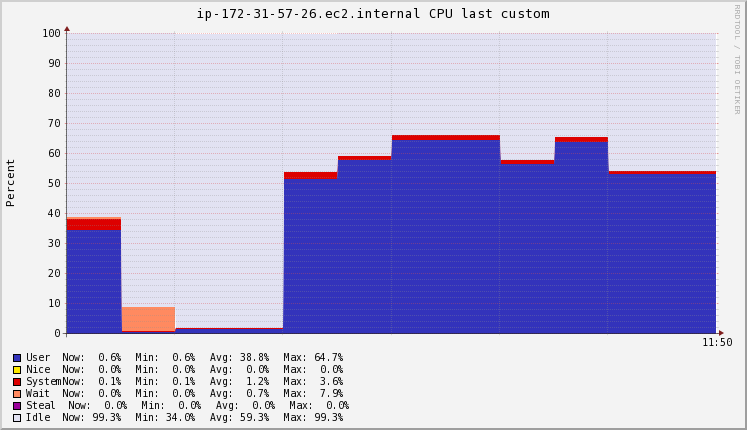 ip-172-31-57-26.ec2.internal CPU last custom
RRDTOOL / TOBI OETIKER
Percent
100
90
80
70
60
50
40
30
20
10
0
11:50
User Now: 0.6% Min: 0.6% Avg: 38.8% Max: 64.7%
Nice Now: 0.0% Min: 0.0% Avg: 0.0% Max: 0.0%
System Now: 0.1% Min: 0.1% Avg: 1.2% Max: 3.6%
Wait Now: 0.0% Min: 0.0% Avg: 0.7% Max: 7.9%
Steal Now: 0.0% Min: 0.0% Avg: 0.0% Max: 0.0%
Idle Now: 99.3% Min: 34.0% Avg: 59.3% Max: 99.3%